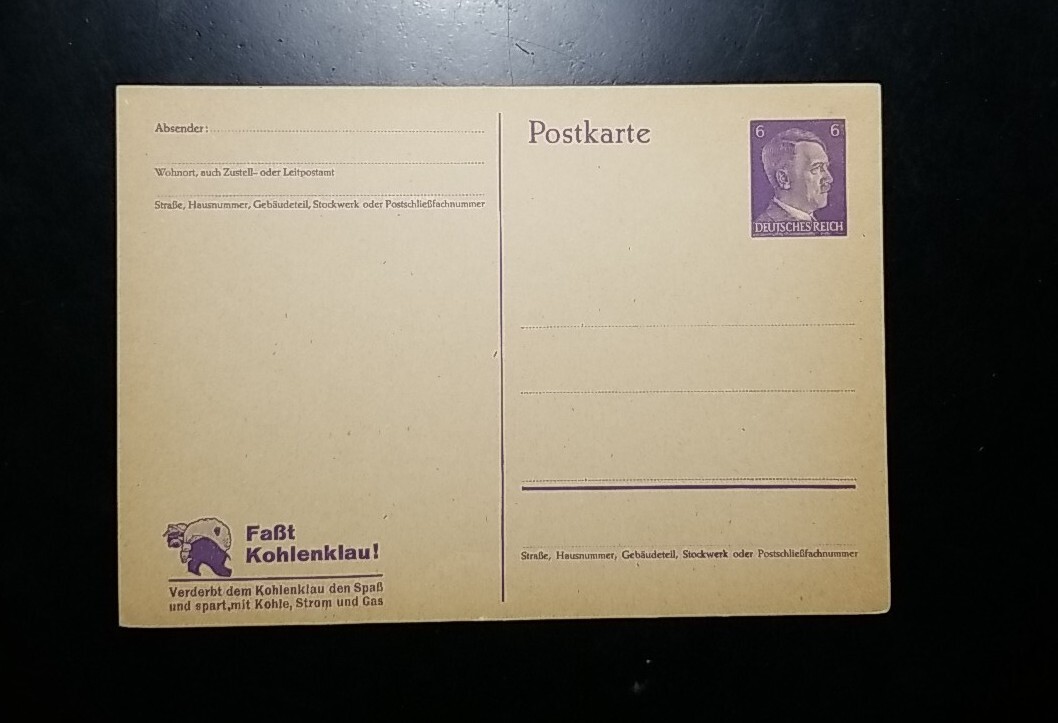 Absender:
Wohnort, auch Zustell- oder Leitpostamt
Straße, Hausnummer, Gebäudeteil, Stockwerk oder Postschließfachnummer
Faßt
Kohlenklau!
Verderbt dem Kohlenklau den Spaß
und spart,mit Kohle, Strom und Gas
Postkarte
6 6
DEUTSCHES REICH
Straße, Hausnummer, Gebäudeteil, Stockwerk oder Postschließfachnummer